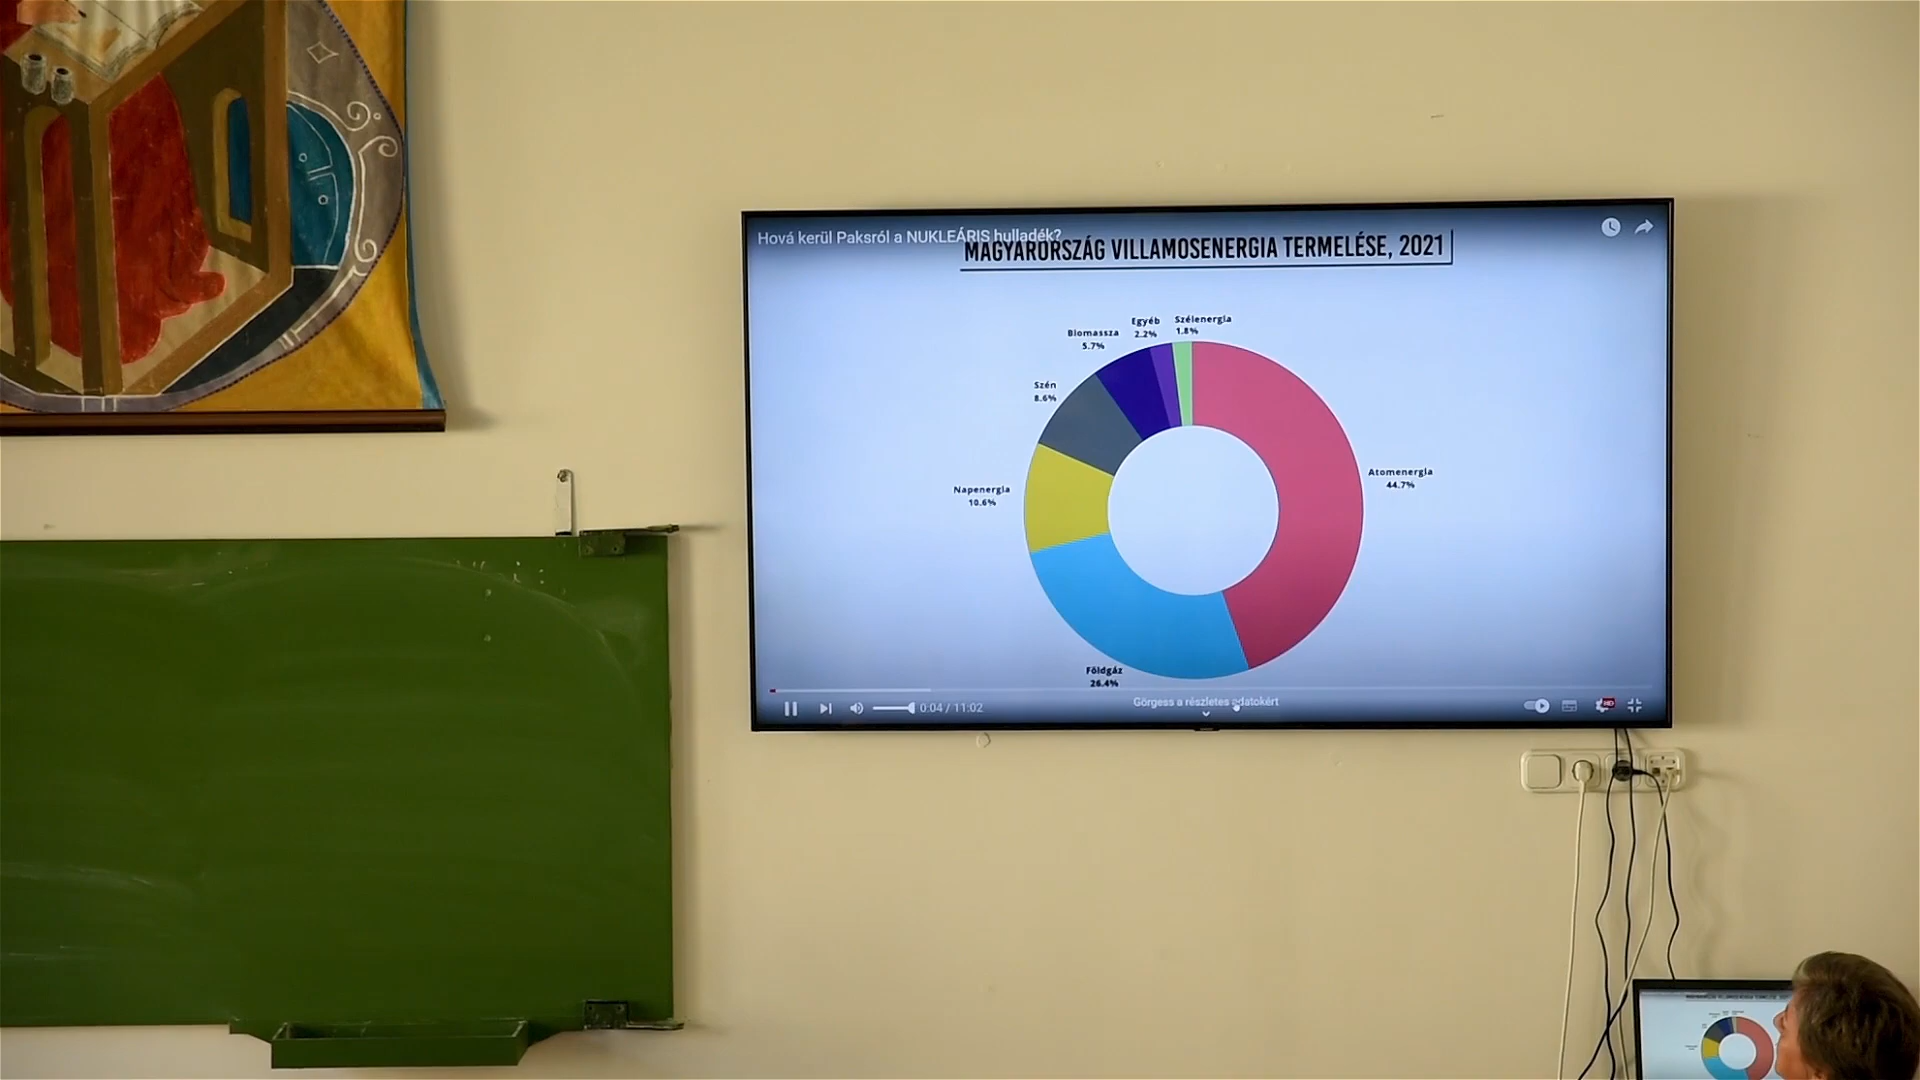 Hová kerül Paksról a NUKLEÁRIS hulladék?
MAGYARORSZÁG VILLAMOSENERGIA TERMELÉSE, 2021
Szélenergia
1.8%
Egyéb
2.2%
Biomassza
5.7%
Szén
8.6%
Atomenergia
44.7%
Napenergia
10.6%
Földgáz
26.4%
Görgess a részletes adatokért
0:04 / 11:02
HD